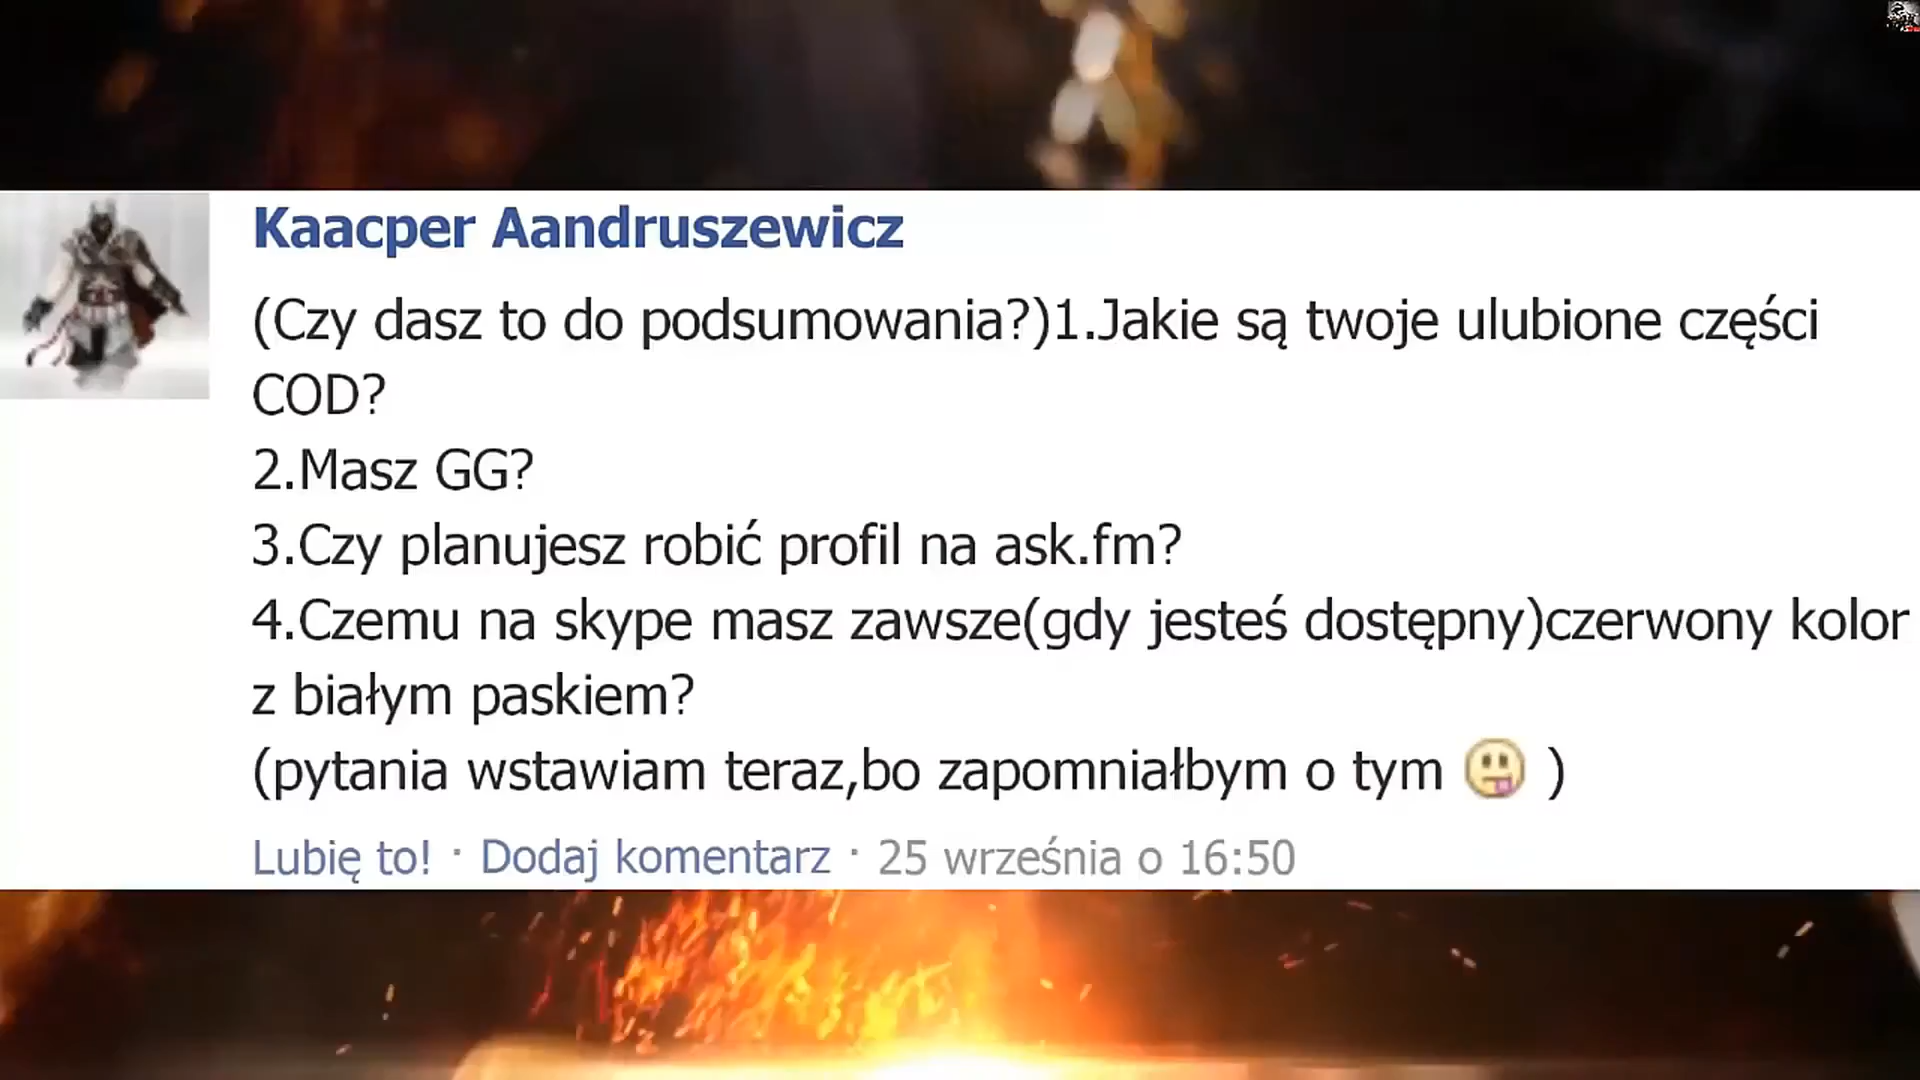 Kaacper Aandruszewicz
(Czy dasz to do podsumowania?)1.Jakie są twoje ulubione części
COD?
2.Masz GG?
3.Czy planujesz robić profil na ask.fm?
4.Czemu na skype masz zawsze(gdy jesteś dostępny)czerwony kolor
z białym paskiem?
(pytania wstawiam teraz,bo zapomniałbym o tym 😛 )
Lubię to! · Dodaj komentarz · 25 września o 16:50